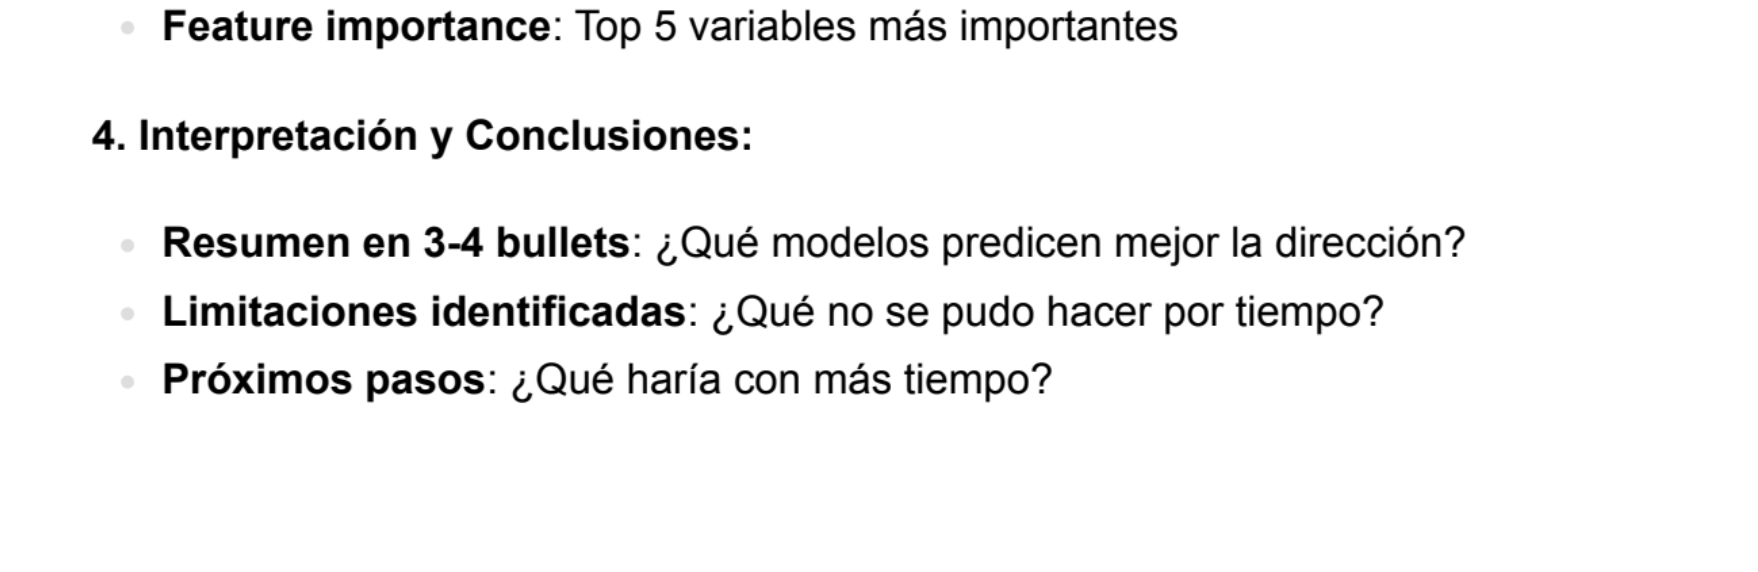 Feature importance: Top 5 variables más importantes
4. Interpretación y Conclusiones:
Resumen en 3-4 bullets: ¿Qué modelos predicen mejor la dirección?
Limitaciones identificadas: ¿Qué no se pudo hacer por tiempo?
Próximos pasos: ¿Qué haría con más tiempo?